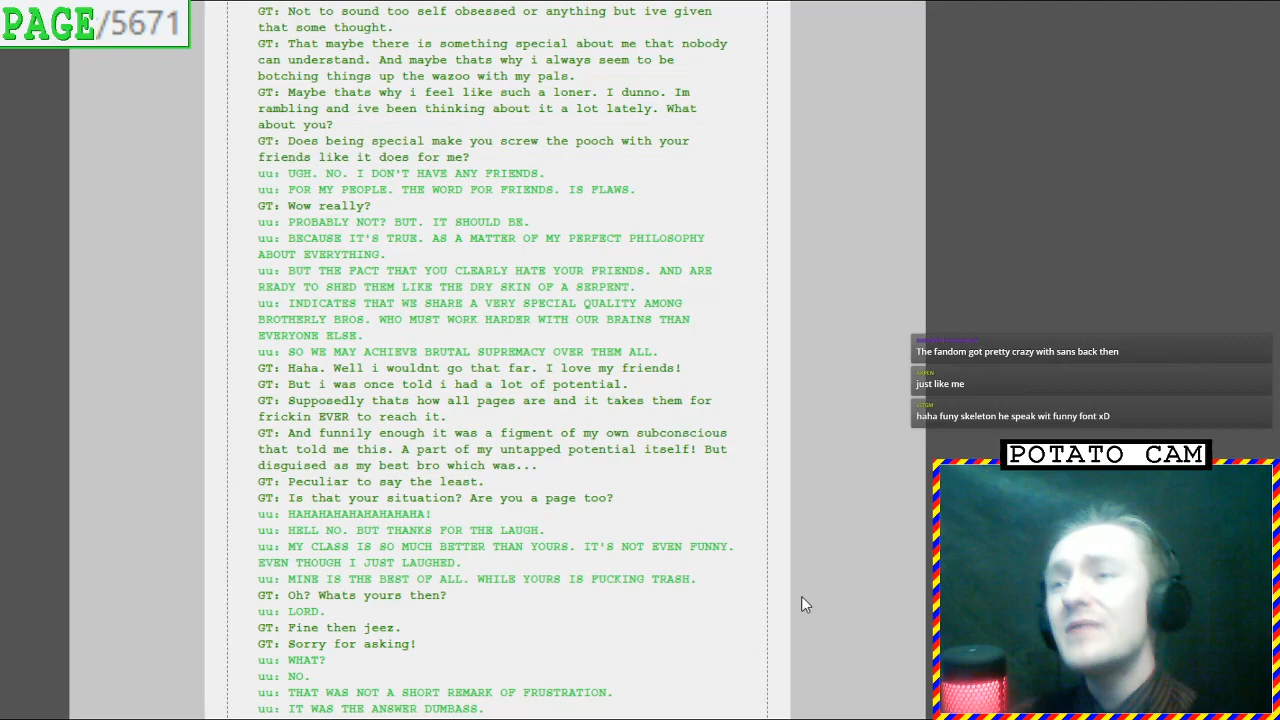 PAGE/5671
GT: Not to sound too self obsessed or anything but ive given
that some thought.
GT: That maybe there is something special about me that nobody
can understand. And maybe thats why i always seem to be
botching things up the wazoo with my pals.
GT: Maybe thats why i feel like such a loner. I dunno. Im
rambling and ive been thinking about it a lot lately. What
about you?
GT: Does being special make you screw the pooch with your
friends like it does for me?
uu: UGH. NO. I DON'T HAVE ANY FRIENDS.
uu: FOR MY PEOPLE. THE WORD FOR FRIENDS. IS FLAWS.
GT: Wow really?
uu: PROBABLY NOT? BUT. IT SHOULD BE.
uu: BECAUSE IT'S TRUE. AS A MATTER OF MY PERFECT PHILOSOPHY
ABOUT EVERYTHING.
uu: BUT THE FACT THAT YOU CLEARLY HATE YOUR FRIENDS. AND ARE
READY TO SHED THEM LIKE THE DRY SKIN OF A SERPENT.
uu: INDICATES THAT WE SHARE A VERY SPECIAL QUALITY AMONG
BROTHERLY BROS. WHO MUST WORK HARDER WITH OUR BRAINS THAN
EVERYONE ELSE.
uu: SO WE MAY ACHIEVE BRUTAL SUPREMACY OVER THEM ALL.
GT: Haha. Well i wouldnt go that far. I love my friends!
GT: But i was once told i had a lot of potential.
GT: Supposedly thats how all pages are and it takes them for
frickin EVER to reach it.
GT: And funnily enough it was a figment of my own subconscious
that told me this. A part of my untapped potential itself! But
disguised as my best bro which was...
GT: Peculiar to say the least.
GT: Is that your situation? Are you a page too?
uu: HAHAHAHAHAHAHAHA!
uu: HELL NO. BUT THANKS FOR THE LAUGH.
uu: MY CLASS IS SO MUCH BETTER THAN YOURS. IT'S NOT EVEN FUNNY.
EVEN THOUGH I JUST LAUGHED.
uu: MINE IS THE BEST OF ALL. WHILE YOURS IS FUCKING TRASH.
GT: Oh? Whats yours then?
uu: LORD.
GT: Fine then jeez.
GT: Sorry for asking!
uu: WHAT?
uu: NO.
uu: THAT WAS NOT A SHORT REMARK OF FRUSTRATION.
uu: IT WAS THE ANSWER DUMBASS.
The fandom got pretty crazy with sans back then
just like me
haha funy skeleton he speak wit funny font xD
POTATO CAM